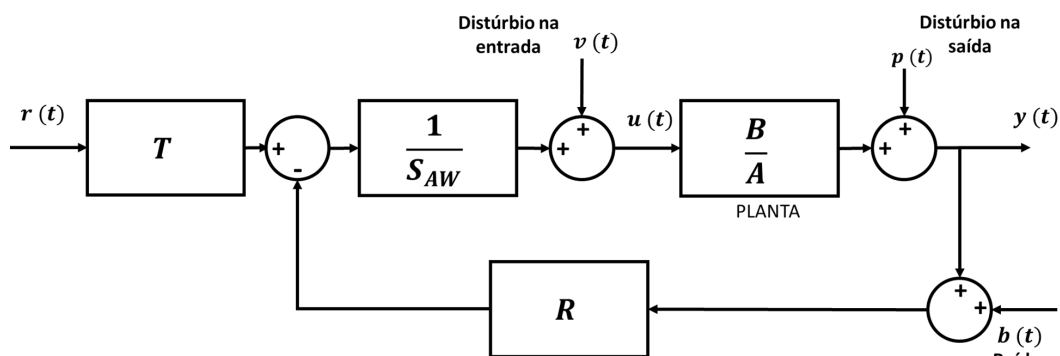 Distúrbio na
entrada
v (t)
Distúrbio na
saída
p (t)
r (t)
T
+
-
1
S_AW
+
+
u (t)
B
A
PLANTA
+
+
y (t)
R
+
+
b (t)